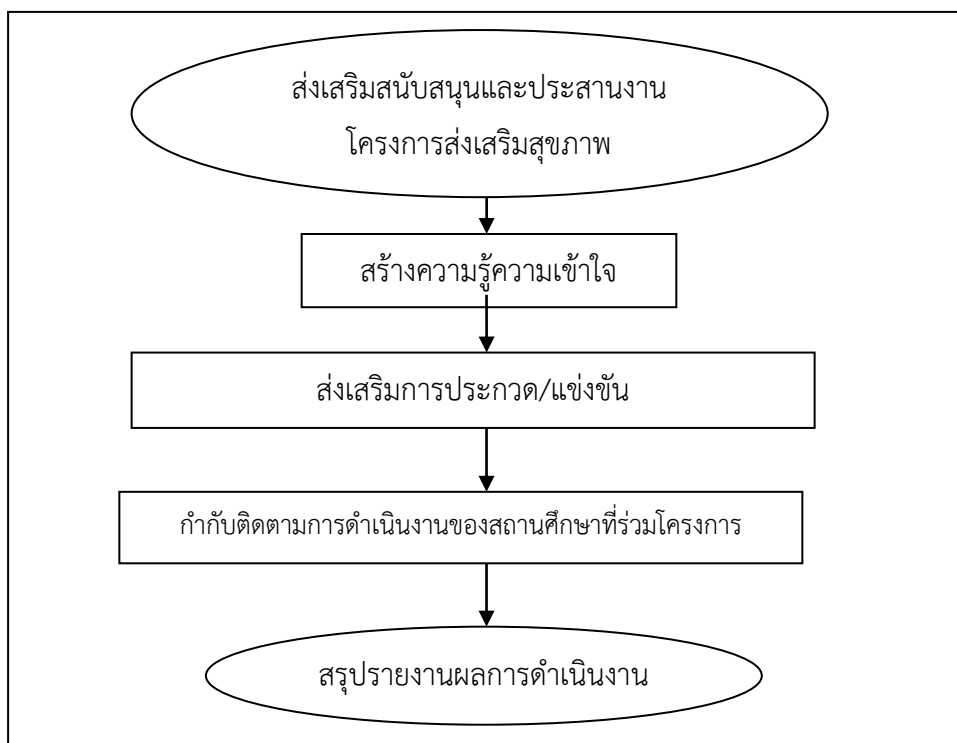 ส่งเสริมสนับสนุนและประสานงาน
โครงการส่งเสริมสุขภาพ
สร้างความรู้ความเข้าใจ
ส่งเสริมการประกวด/แข่งขัน
กำกับติดตามการดำเนินงานของสถานศึกษาที่ร่วมโครงการ
สรุปรายงานผลการดำเนินงาน